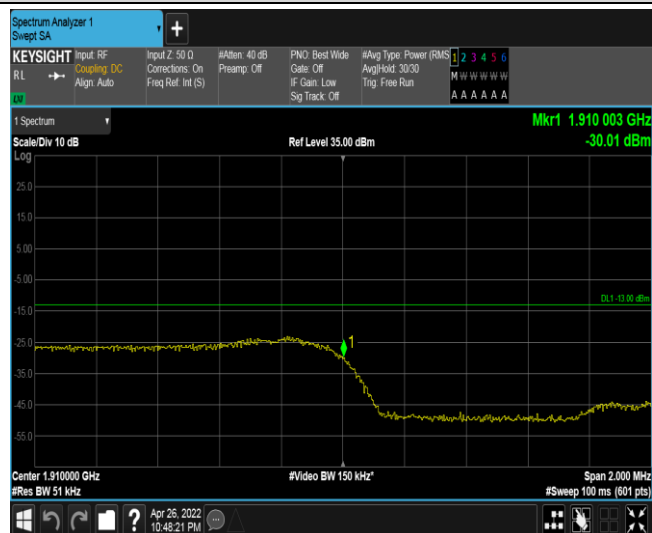 Spectrum Analyzer 1
Swept SA
+
KEYSIGHT
RL
Input: RF
Coupling: DC
Align: Auto
Input Z: 50 Ω
Corrections: On
Freq Ref: Int (S)
#Atten: 40 dB
Preamp: Off
PNO: Best Wide
Gate: Off
IF Gain: Low
Sig Track: Off
#Avg Type: Power (RMS
Avg|Hold: 30/30
Trig: Free Run
1 2 3 4 5 6
M W W W W W
A A A A A A
1 Spectrum
Mkr1 1.910 003 GHz
-30.01 dBm
Scale/Div 10 dB
Ref Level 35.00 dBm
Log
25.0
15.0
5.00
-5.00
DL1 -13.00 dBm
-15.0
-25.0
1
-35.0
-45.0
-55.0
Center 1.910000 GHz
#Video BW 150 kHz*
Span 2.000 MHz
#Res BW 51 kHz
#Sweep 100 ms (601 pts)
?
Apr 26, 2022
10:48:21 PM